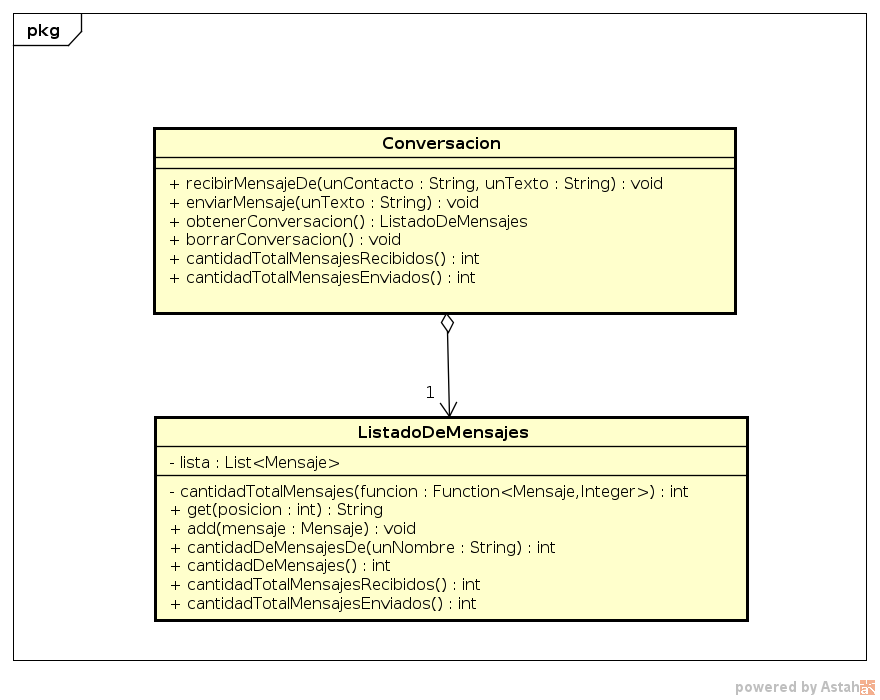 pkg
Conversacion
+ recibirMensajeDe(unContacto : String, unTexto : String) : void
+ enviarMensaje(unTexto : String) : void
+ obtenerConversacion() : ListadoDeMensajes
+ borrarConversacion() : void
+ cantidadTotalMensajesRecibidos() : int
+ cantidadTotalMensajesEnviados() : int
1
ListadoDeMensajes
- lista : List<Mensaje>
- cantidadTotalMensajes(funcion : Function<Mensaje,Integer>) : int
+ get(posicion : int) : String
+ add(mensaje : Mensaje) : void
+ cantidadDeMensajesDe(unNombre : String) : int
+ cantidadDeMensajes() : int
+ cantidadTotalMensajesRecibidos() : int
+ cantidadTotalMensajesEnviados() : int
powered by Astah